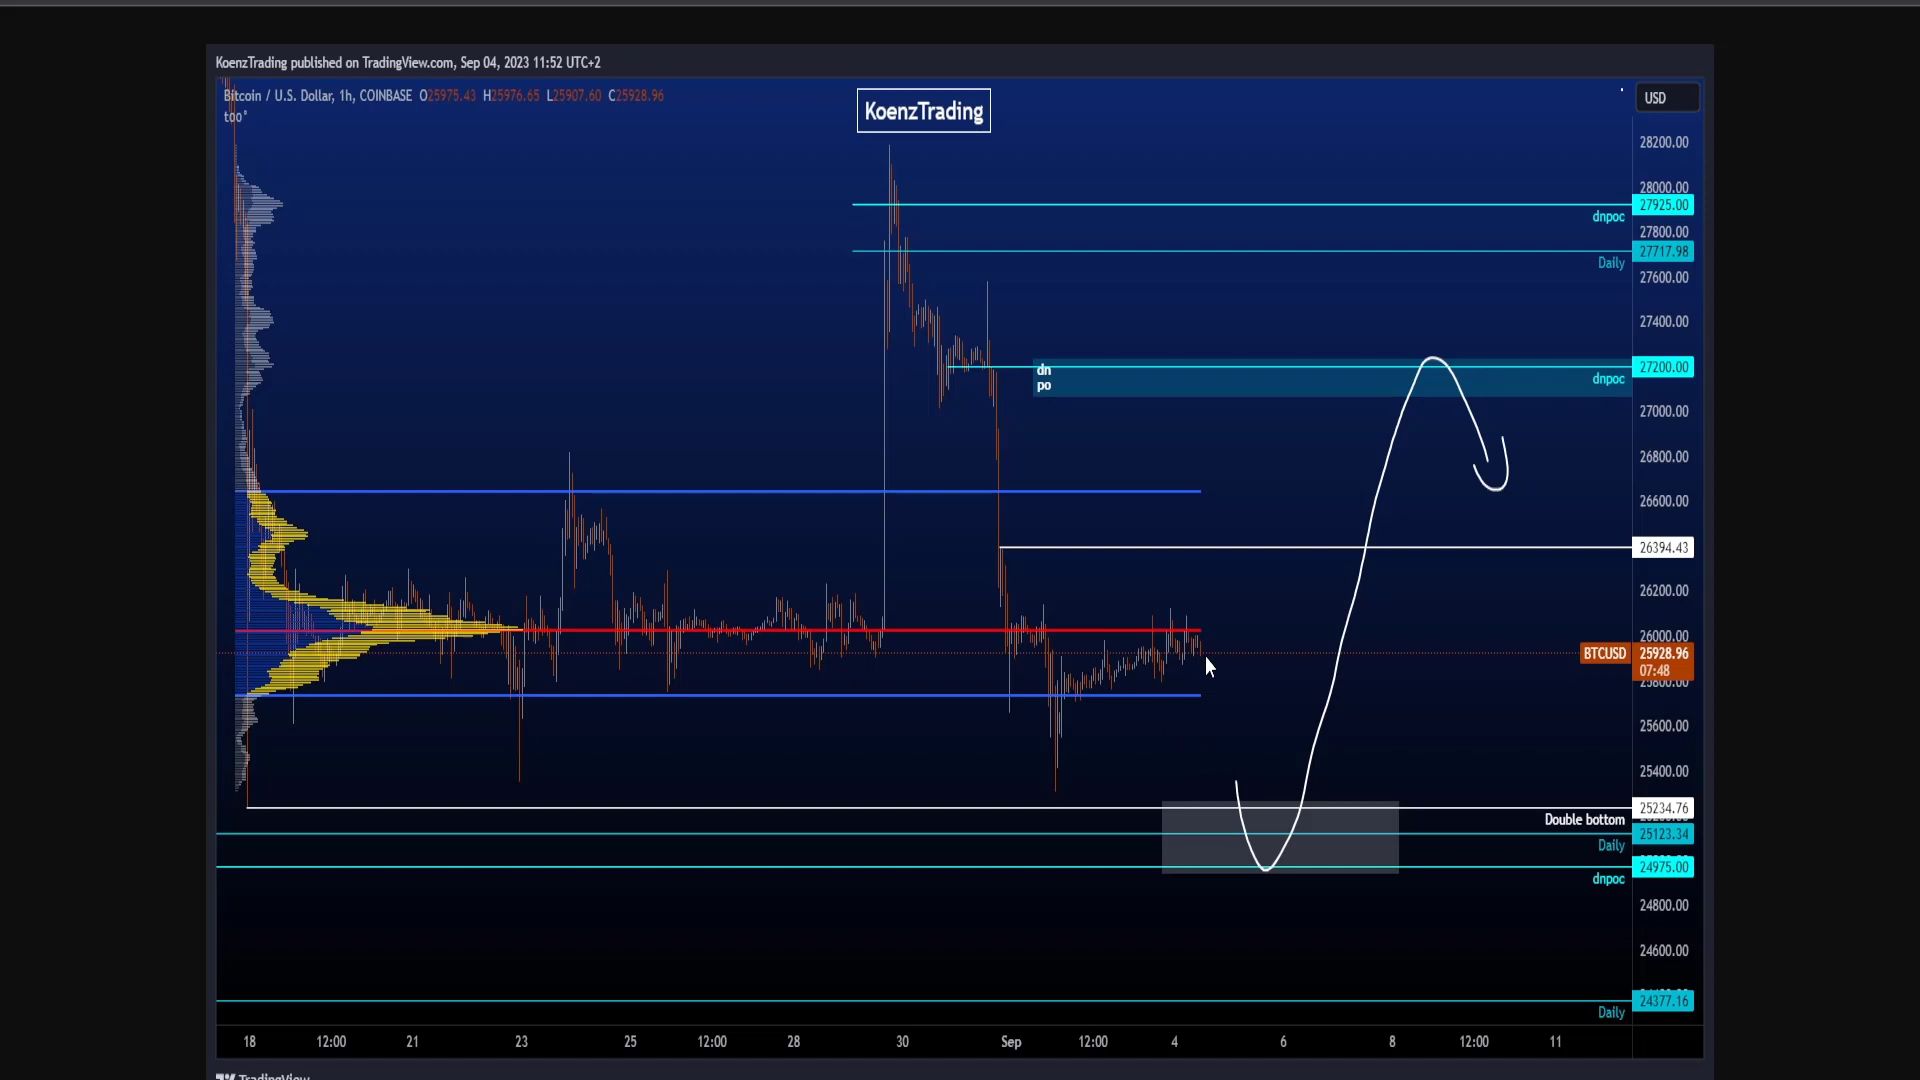 KoenzTrading published on TradingView.com, Sep 04, 2023 11:52 UTC+2
Bitcoin / U.S. Dollar, 1h, COINBASE O25975.43 H25976.65 L25907.60 C25928.96
too°
KoenzTrading
USD
28200.00
28000.00
27925.00
dnpoc
27800.00
27717.98
Daily
27600.00
27400.00
dn
po
27200.00
dnpoc
27000.00
26800.00
26600.00
26394.43
26200.00
26000.00
BTCUSD 25928.96
07:48
25800.00
25600.00
25400.00
25234.76
Double bottom
25123.34
Daily
24975.00
dnpoc
24800.00
24600.00
24377.16
Daily
18 12:00 21 23 25 12:00 28 30 Sep 12:00 4 6 8 12:00 11
TradingView